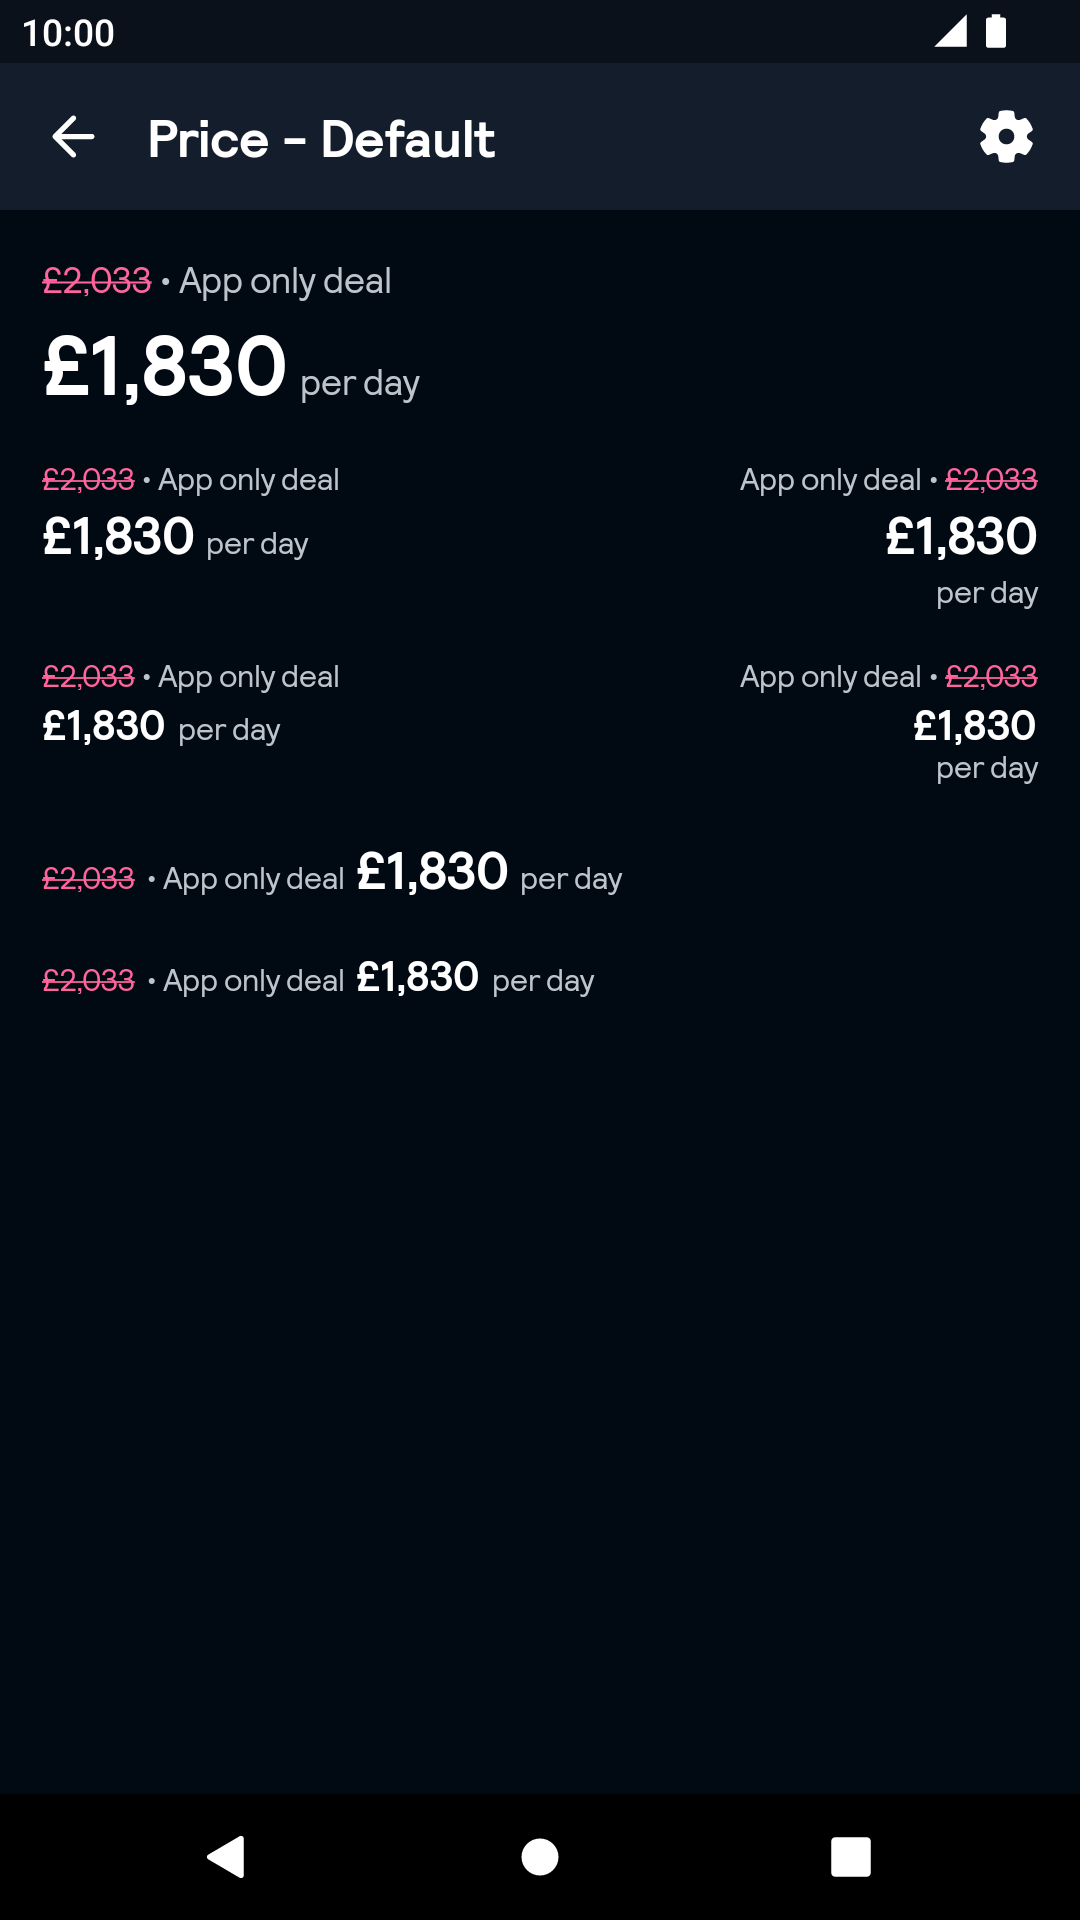 10:00
Price - Default
£2,033 • App only deal
£1,830 per day
£2,033 • App only deal
£1,830 per day
App only deal • £2,033
£1,830
per day
£2,033 • App only deal
£1,830 per day
App only deal • £2,033
£1,830
per day
£2,033 • App only deal £1,830 per day
£2,033 • App only deal £1,830 per day